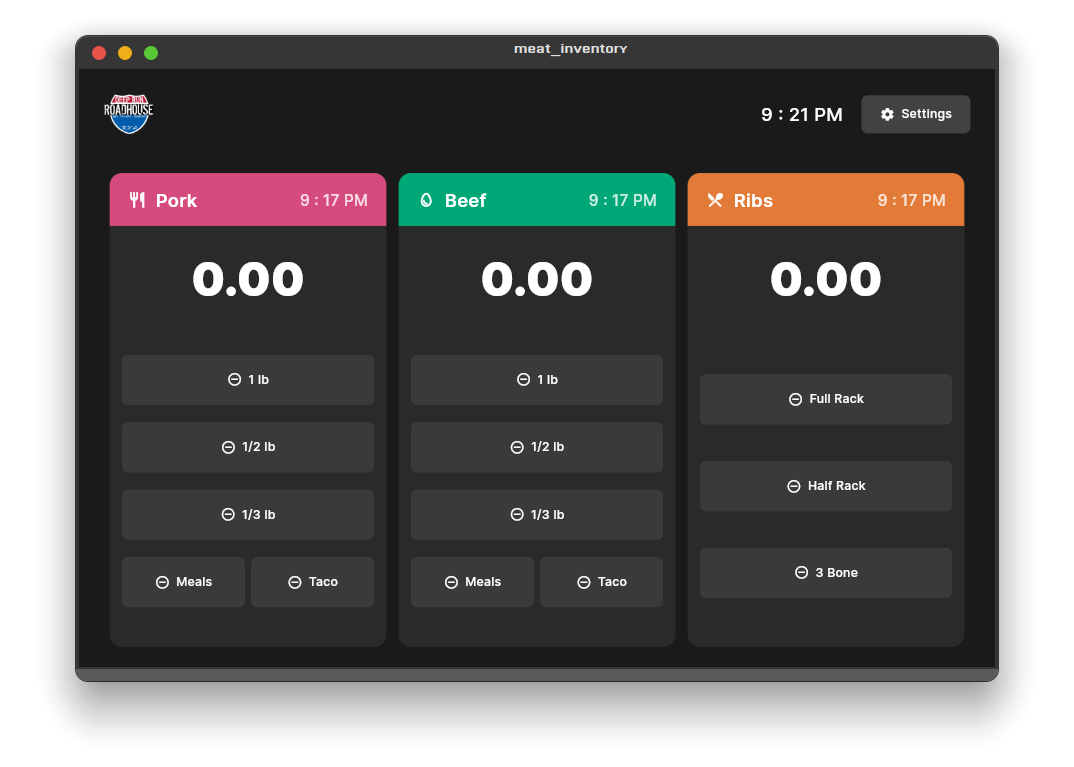 meat_inventory
DEEP RUN
ROADHOUSE
9 : 21 PM
Settings
Pork
9 : 17 PM
Beef
9 : 17 PM
Ribs
9 : 17 PM
0.00
0.00
0.00
1 lb
1/2 lb
1/3 lb
Meals
Taco
1 lb
1/2 lb
1/3 lb
Meals
Taco
Full Rack
Half Rack
3 Bone